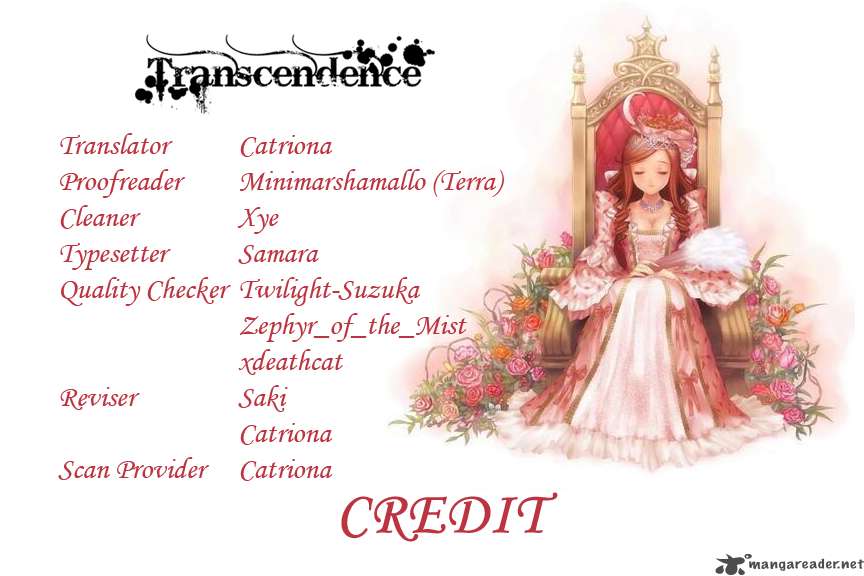 Transcendence
Translator Catriona
Proofreader Minimarshamallo (Terra)
Cleaner Xye
Typesetter Samara
Quality Checker Twilight-Suzuka
Zephyr_of_the_Mist
xdeathcat
Reviser Saki
Catriona
Scan Provider Catriona
CREDIT
mangareader.net